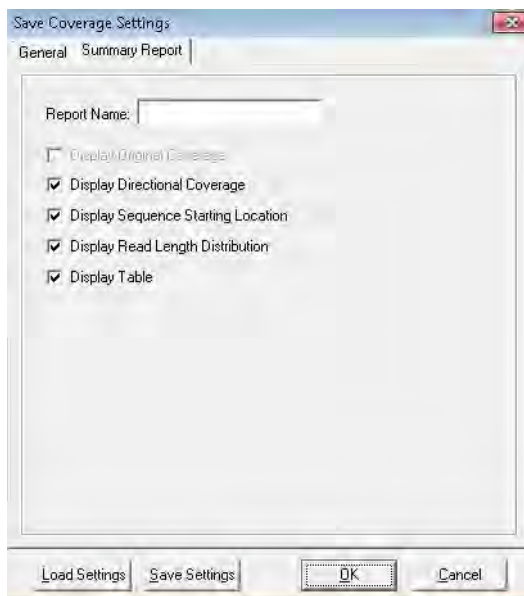 Save Coverage Settings
General Summary Report
Report Name:
Display Original Coverage
Display Directional Coverage
Display Sequence Starting Location
Display Read Length Distribution
Display Table
Load Settings Save Settings OK Cancel